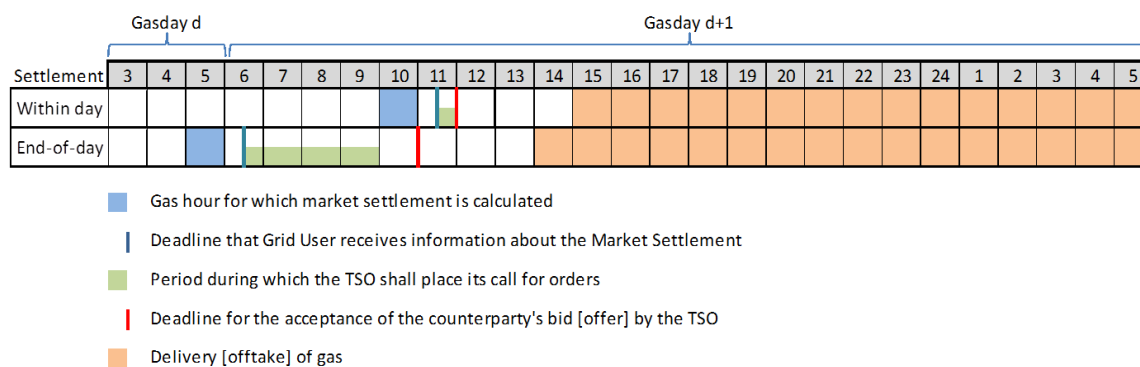 Gasday d Gasday d+1
Settlement 3 4 5 6 7 8 9 10 11 12 13 14 15 16 17 18 19 20 21 22 23 24 1 2 3 4 5
Within day
End-of-day
Gas hour for which market settlement is calculated
Deadline that Grid User receives information about the Market Settlement
Period during which the TSO shall place its call for orders
Deadline for the acceptance of the counterparty's bid [offer] by the TSO
Delivery [offtake] of gas